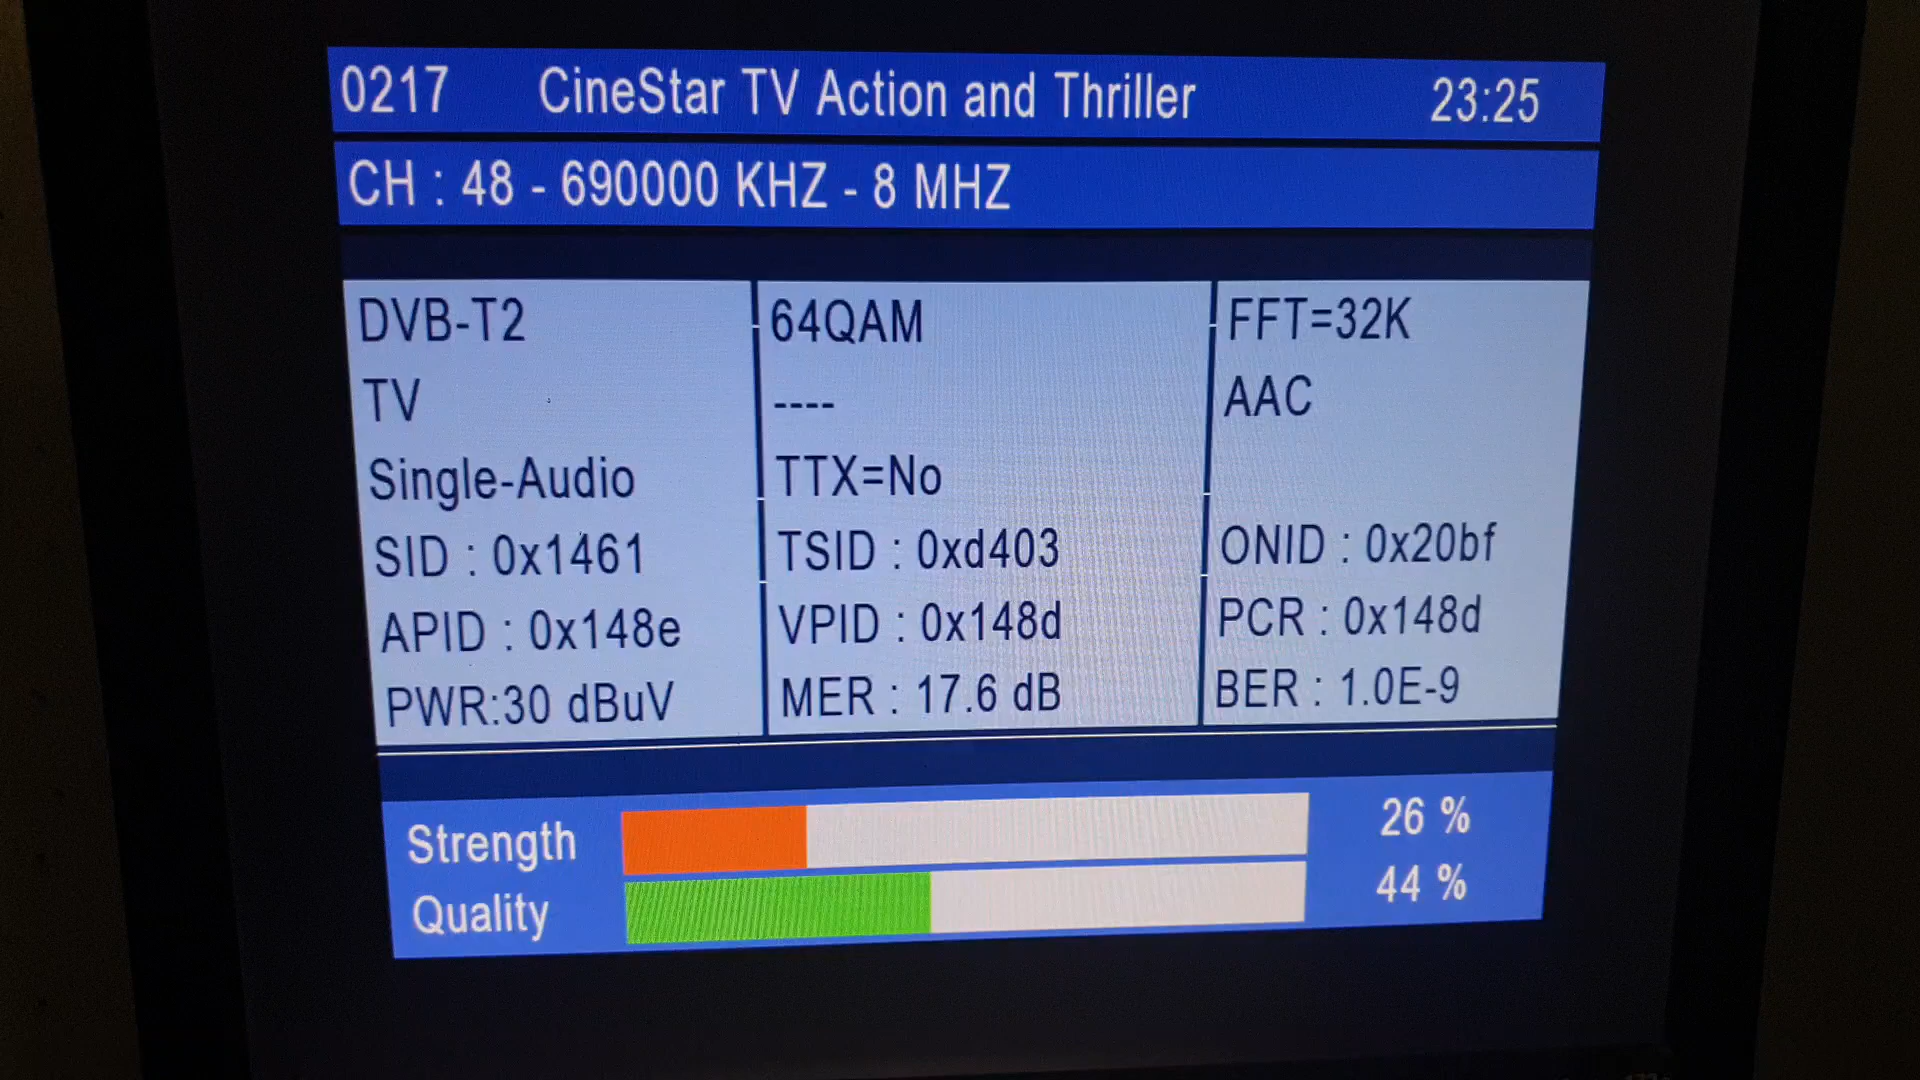 0217 CineStar TV Action and Thriller 23:25
CH : 48 - 690000 KHZ - 8 MHZ
DVB-T2 64QAM FFT=32K
TV ---- AAC
Single-Audio TTX=No
SID : 0x1461 TSID : 0xd403 ONID : 0x20bf
APID : 0x148e VPID : 0x148d PCR : 0x148d
PWR:30 dBuV MER : 17.6 dB BER : 1.0E-9
Strength 26 %
Quality 44 %